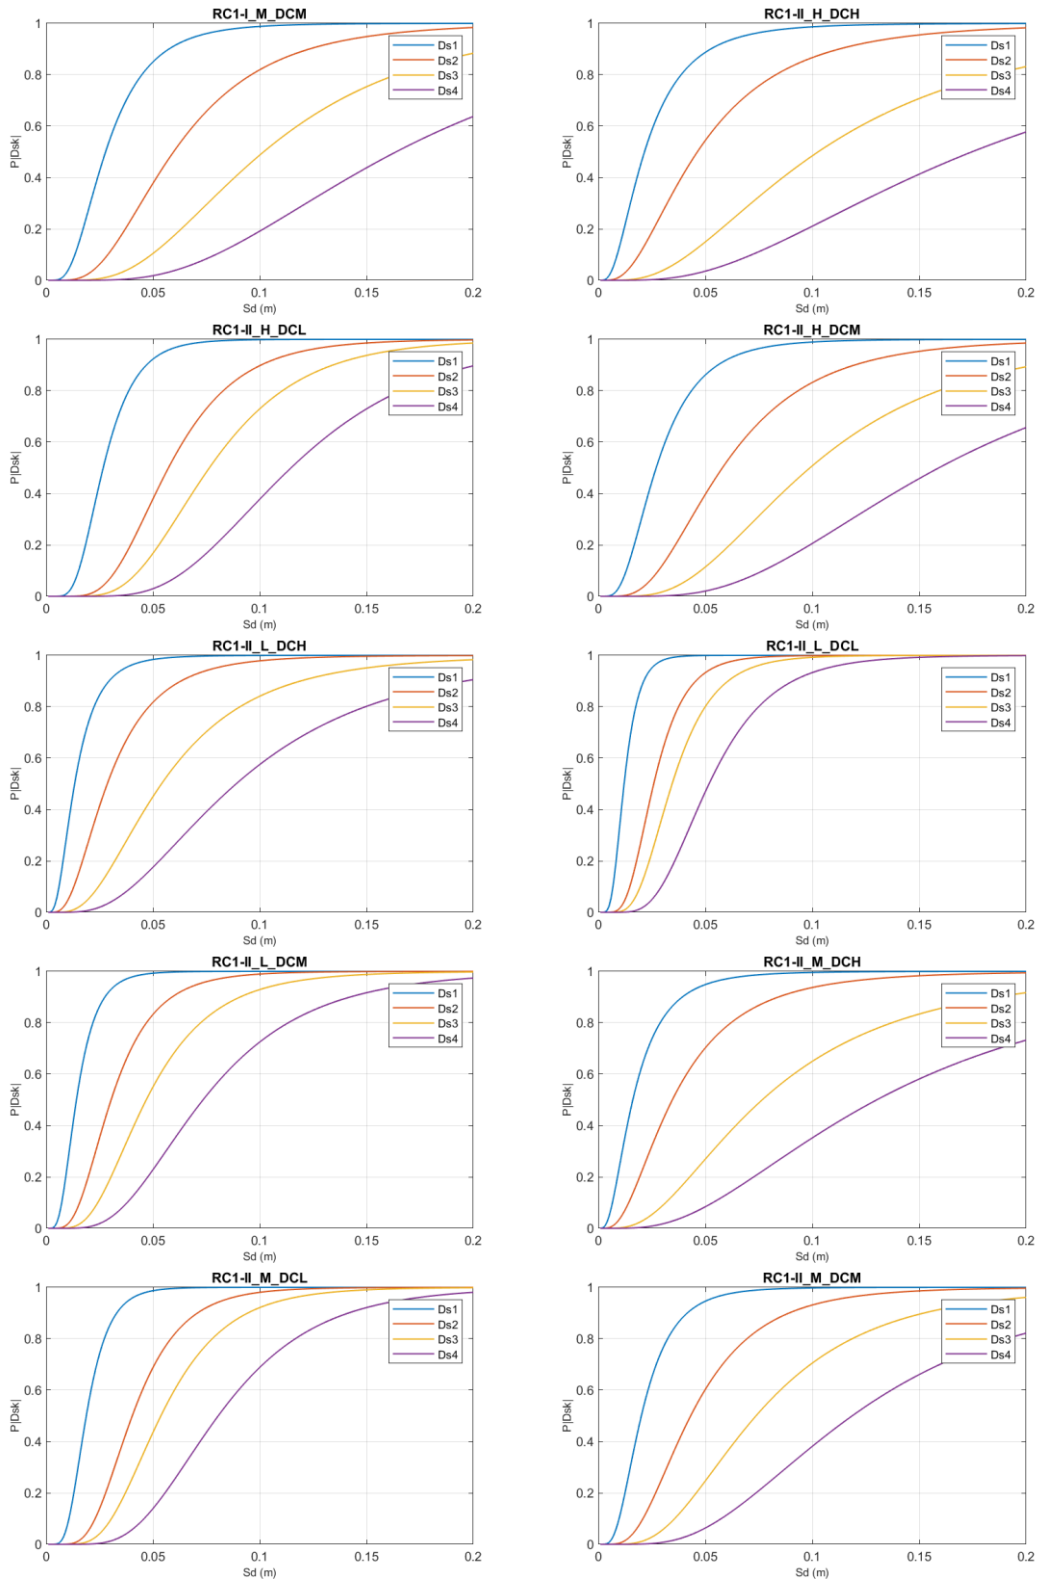 RC1-I_M_DCM
P|Dsk|
1
0.8
0.6
0.4
0.2
0
Ds1
Ds2
Ds3
Ds4
0 0.05 0.1 0.15 0.2
Sd (m)
RC1-II_H_DCH
P|Dsk|
1
0.8
0.6
0.4
0.2
0
Ds1
Ds2
Ds3
Ds4
0 0.05 0.1 0.15 0.2
Sd (m)
RC1-II_H_DCL
P|Dsk|
1
0.8
0.6
0.4
0.2
0
Ds1
Ds2
Ds3
Ds4
0 0.05 0.1 0.15 0.2
Sd (m)
RC1-II_H_DCM
P|Dsk|
1
0.8
0.6
0.4
0.2
0
Ds1
Ds2
Ds3
Ds4
0 0.05 0.1 0.15 0.2
Sd (m)
RC1-II_L_DCH
P|Dsk|
1
0.8
0.6
0.4
0.2
0
Ds1
Ds2
Ds3
Ds4
0 0.05 0.1 0.15 0.2
Sd (m)
RC1-II_L_DCL
P|Dsk|
1
0.8
0.6
0.4
0.2
0
Ds1
Ds2
Ds3
Ds4
0 0.05 0.1 0.15 0.2
Sd (m)
RC1-II_L_DCM
P|Dsk|
1
0.8
0.6
0.4
0.2
0
Ds1
Ds2
Ds3
Ds4
0 0.05 0.1 0.15 0.2
Sd (m)
RC1-II_M_DCH
P|Dsk|
1
0.8
0.6
0.4
0.2
0
Ds1
Ds2
Ds3
Ds4
0 0.05 0.1 0.15 0.2
Sd (m)
RC1-II_M_DCL
P|Dsk|
1
0.8
0.6
0.4
0.2
0
Ds1
Ds2
Ds3
Ds4
0 0.05 0.1 0.15 0.2
Sd (m)
RC1-II_M_DCM
P|Dsk|
1
0.8
0.6
0.4
0.2
0
Ds1
Ds2
Ds3
Ds4
0 0.05 0.1 0.15 0.2
Sd (m)